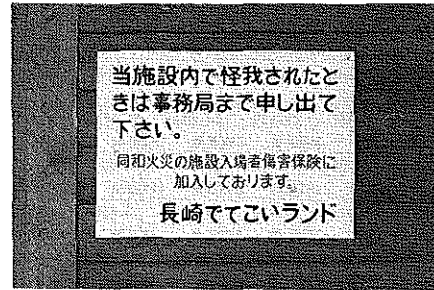 当施設内で怪我されたと
きは事務局まで申し出て
下さい。
同和火災の施設入場者傷害保険に
加入しております。
長崎でてこいランド